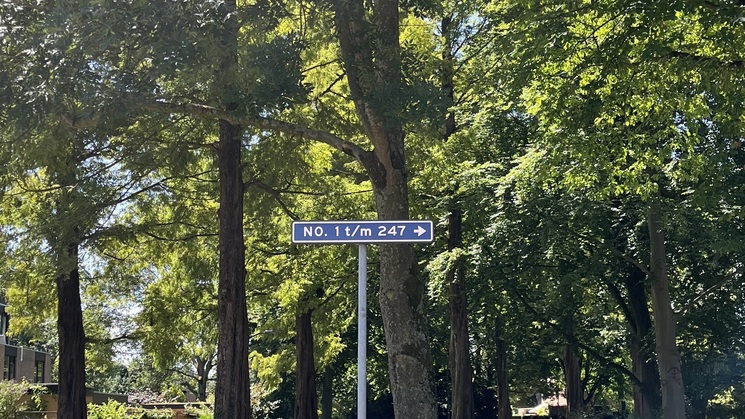 NO. 1 t/m 247 →